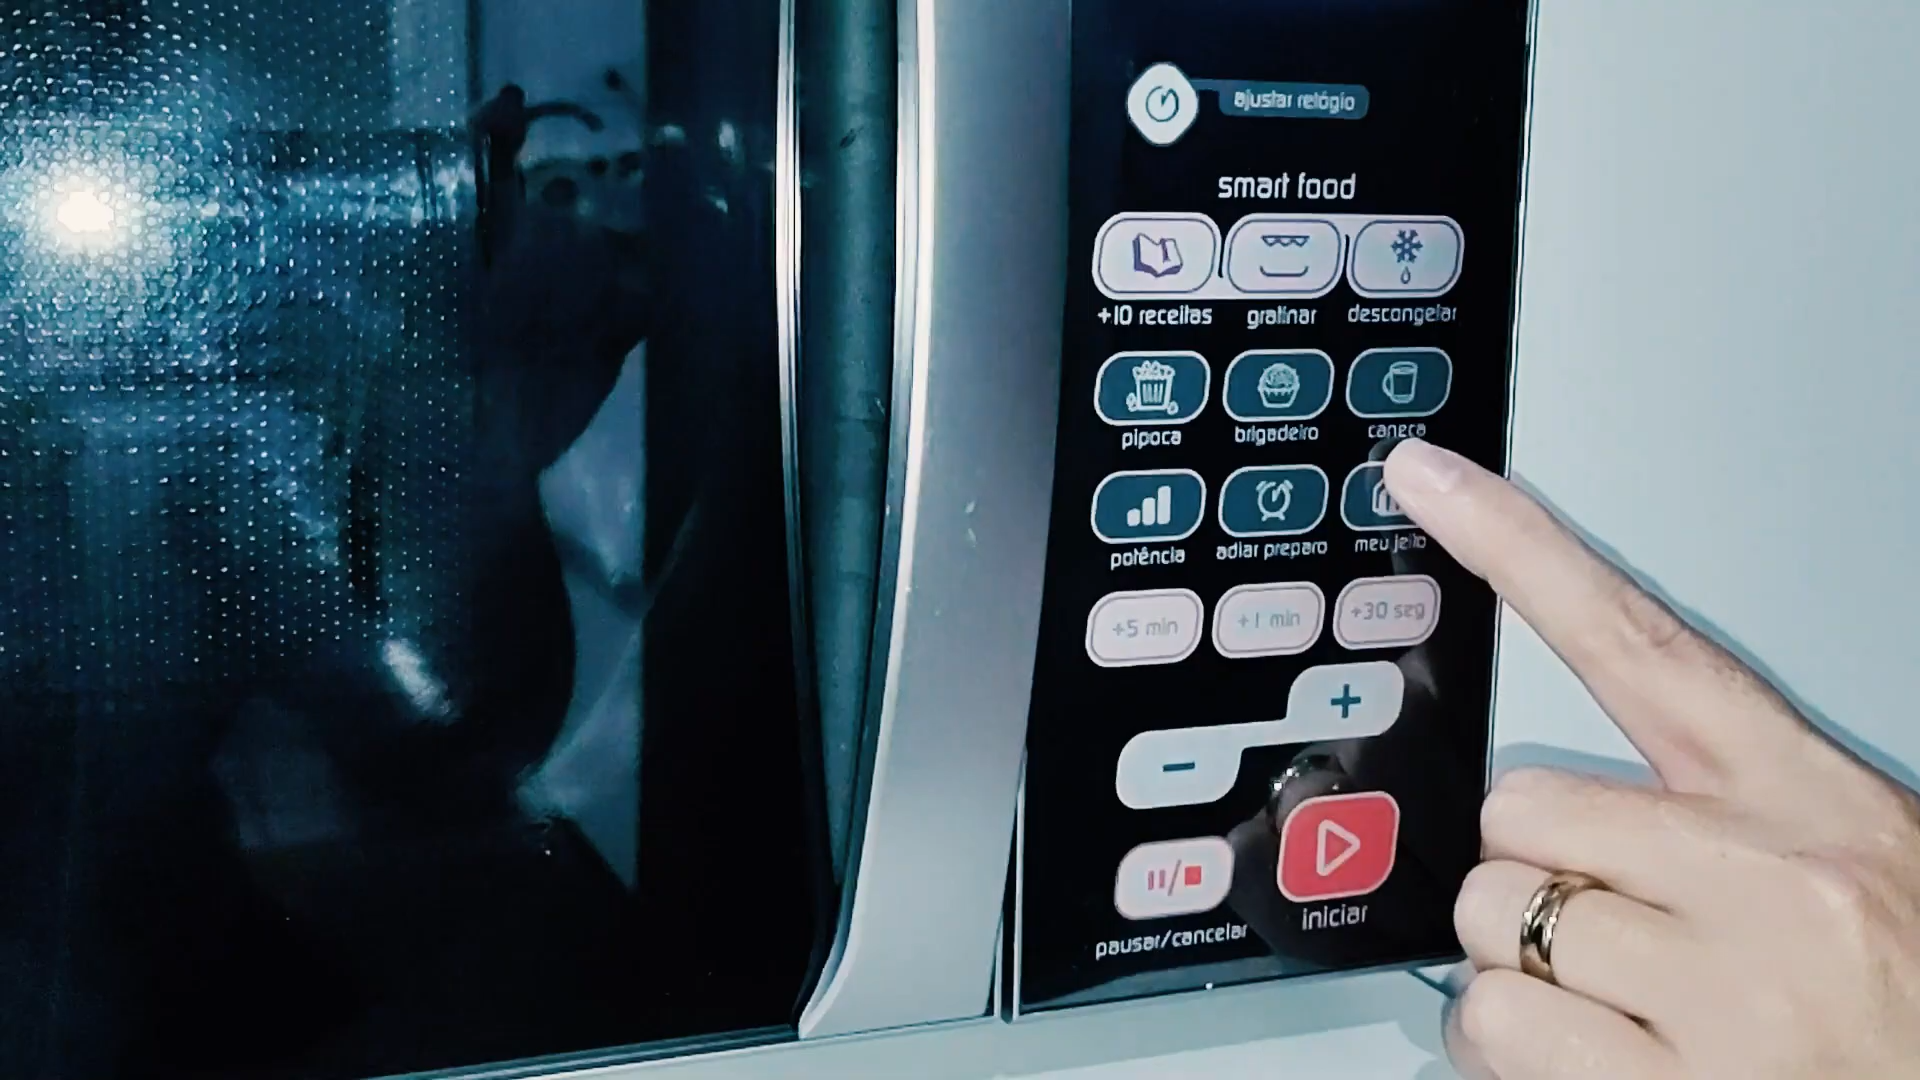 ajustar relógio
smart food
+10 receitas gratinar descongelar
pipoca brigadeiro caneca
potência adiar preparo meu jeito
+5 min +1 min +30 seg
+
−
pausar/cancelar iniciar